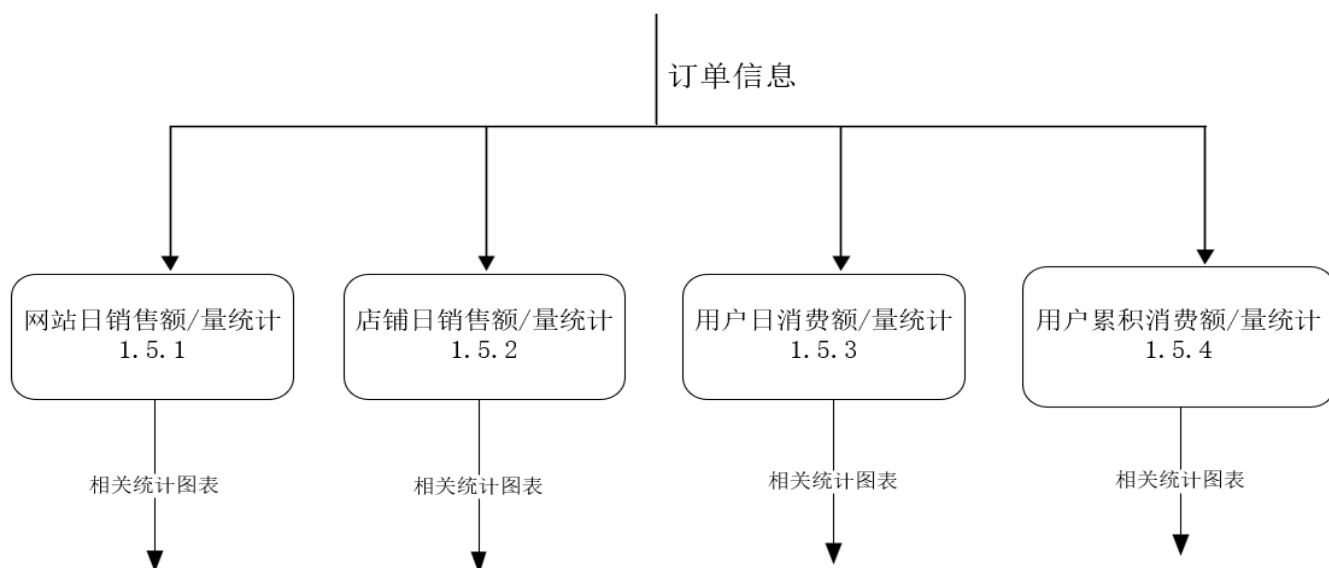 订单信息
网站日销售额/量统计
1.5.1
店铺日销售额/量统计
1.5.2
用户日消费额/量统计
1.5.3
用户累积消费额/量统计
1.5.4
相关统计图表
相关统计图表
相关统计图表
相关统计图表